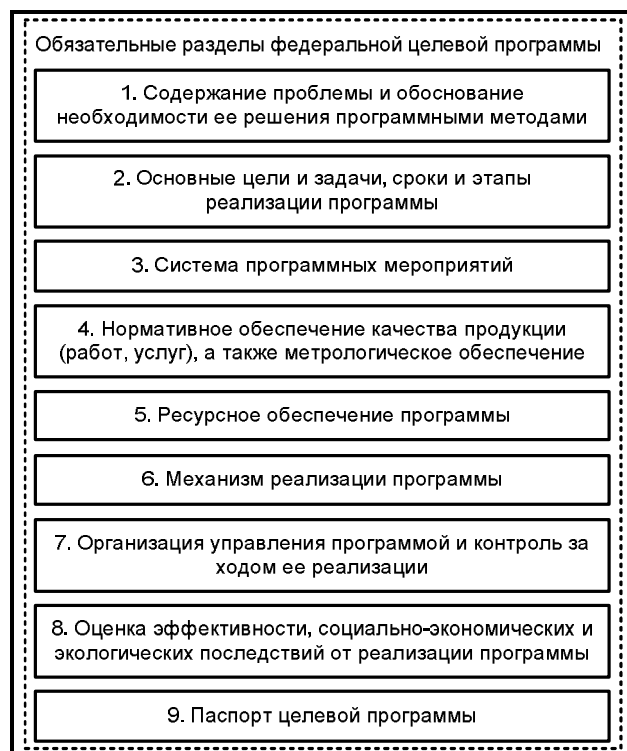 Обязательные разделы федеральной целевой программы
1. Содержание проблемы и обоснование
необходимости ее решения программными методами
2. Основные цели и задачи, сроки и этапы
реализации программы
3. Система программных мероприятий
4. Нормативное обеспечение качества продукции
(работ, услуг), а также метрологическое обеспечение
5. Ресурсное обеспечение программы
6. Механизм реализации программы
7. Организация управления программой и контроль за
ходом ее реализации
8. Оценка эффективности, социально-экономических и
экологических последствий от реализации программы
9. Паспорт целевой программы